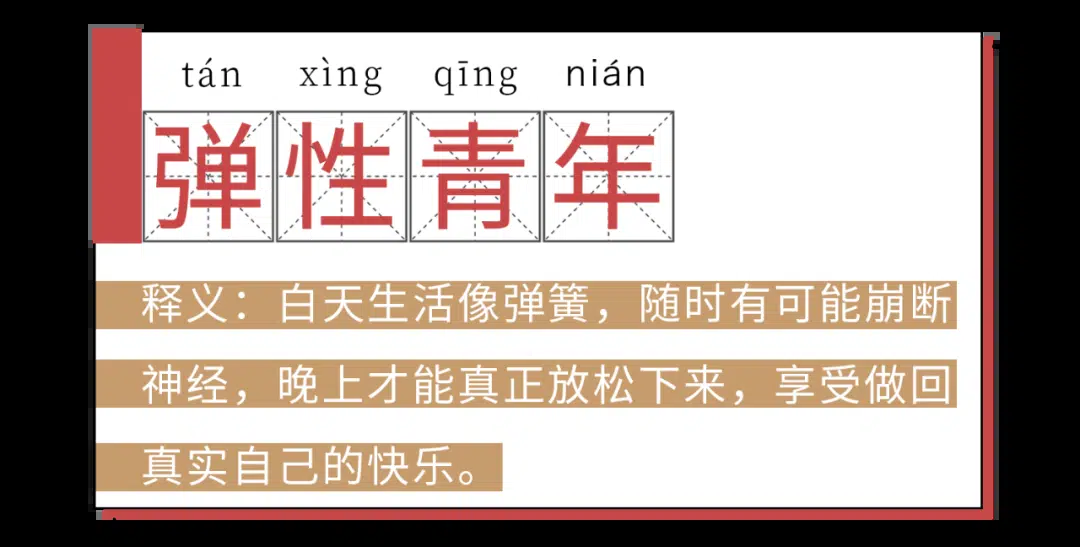 tán xìng qīng nián
弹性青年
释义：白天生活像弹簧，随时有可能崩断
神经，晚上才能真正放松下来，享受做回
真实自己的快乐。